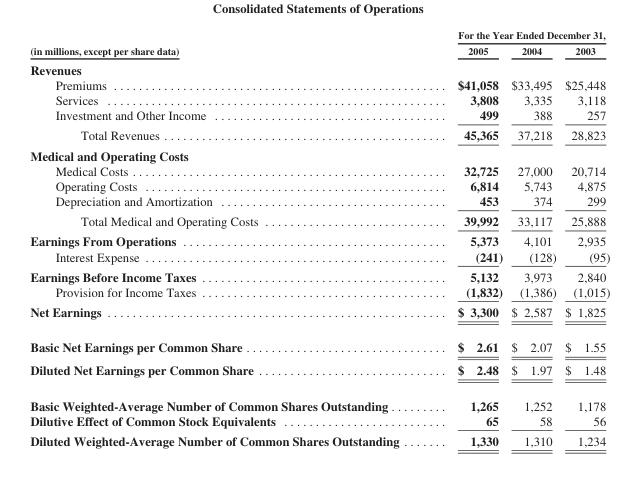 Consolidated Statements of Operations
For the Year Ended December 31,
(in millions, except per share data) 2005 2004 2003
Revenues
Premiums $41,058 $33,495 $25,448
Services 3,808 3,335 3,118
Investment and Other Income 499 388 257
Total Revenues 45,365 37,218 28,823
Medical and Operating Costs
Medical Costs 32,725 27,000 20,714
Operating Costs 6,814 5,743 4,875
Depreciation and Amortization 453 374 299
Total Medical and Operating Costs 39,992 33,117 25,888
Earnings From Operations 5,373 4,101 2,935
Interest Expense (241) (128) (95)
Earnings Before Income Taxes 5,132 3,973 2,840
Provision for Income Taxes (1,832) (1,386) (1,015)
Net Earnings $ 3,300 $ 2,587 $ 1,825
Basic Net Earnings per Common Share $ 2.61 $ 2.07 $ 1.55
Diluted Net Earnings per Common Share $ 2.48 $ 1.97 $ 1.48
Basic Weighted-Average Number of Common Shares Outstanding 1,265 1,252 1,178
Dilutive Effect of Common Stock Equivalents 65 58 56
Diluted Weighted-Average Number of Common Shares Outstanding 1,330 1,310 1,234